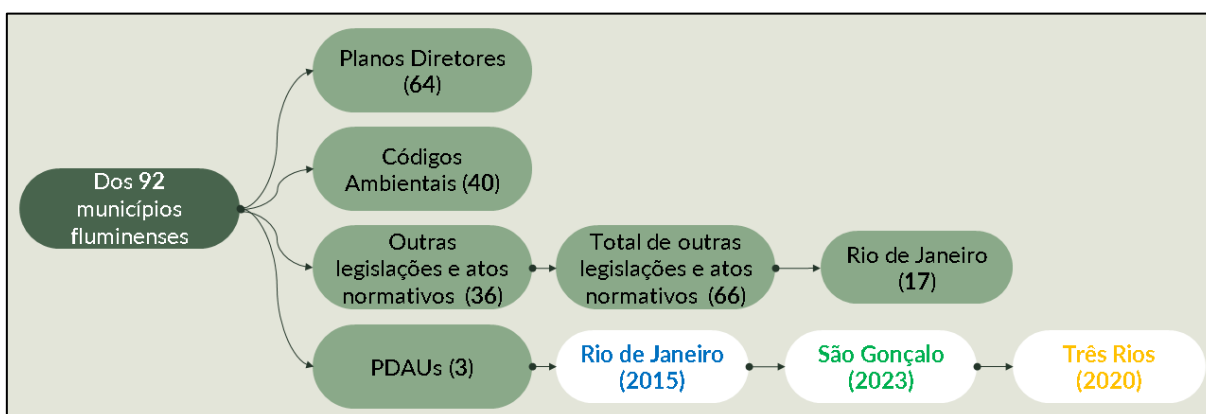 Dos 92
municípios
fluminenses
Planos Diretores
(64)
Códigos
Ambientais (40)
Outras
legislações e atos
normativos (36)
Total de outras
legislações e atos
normativos (66)
Rio de Janeiro
(17)
PDAUs (3)
Rio de Janeiro
(2015)
São Gonçalo
(2023)
Três Rios
(2020)